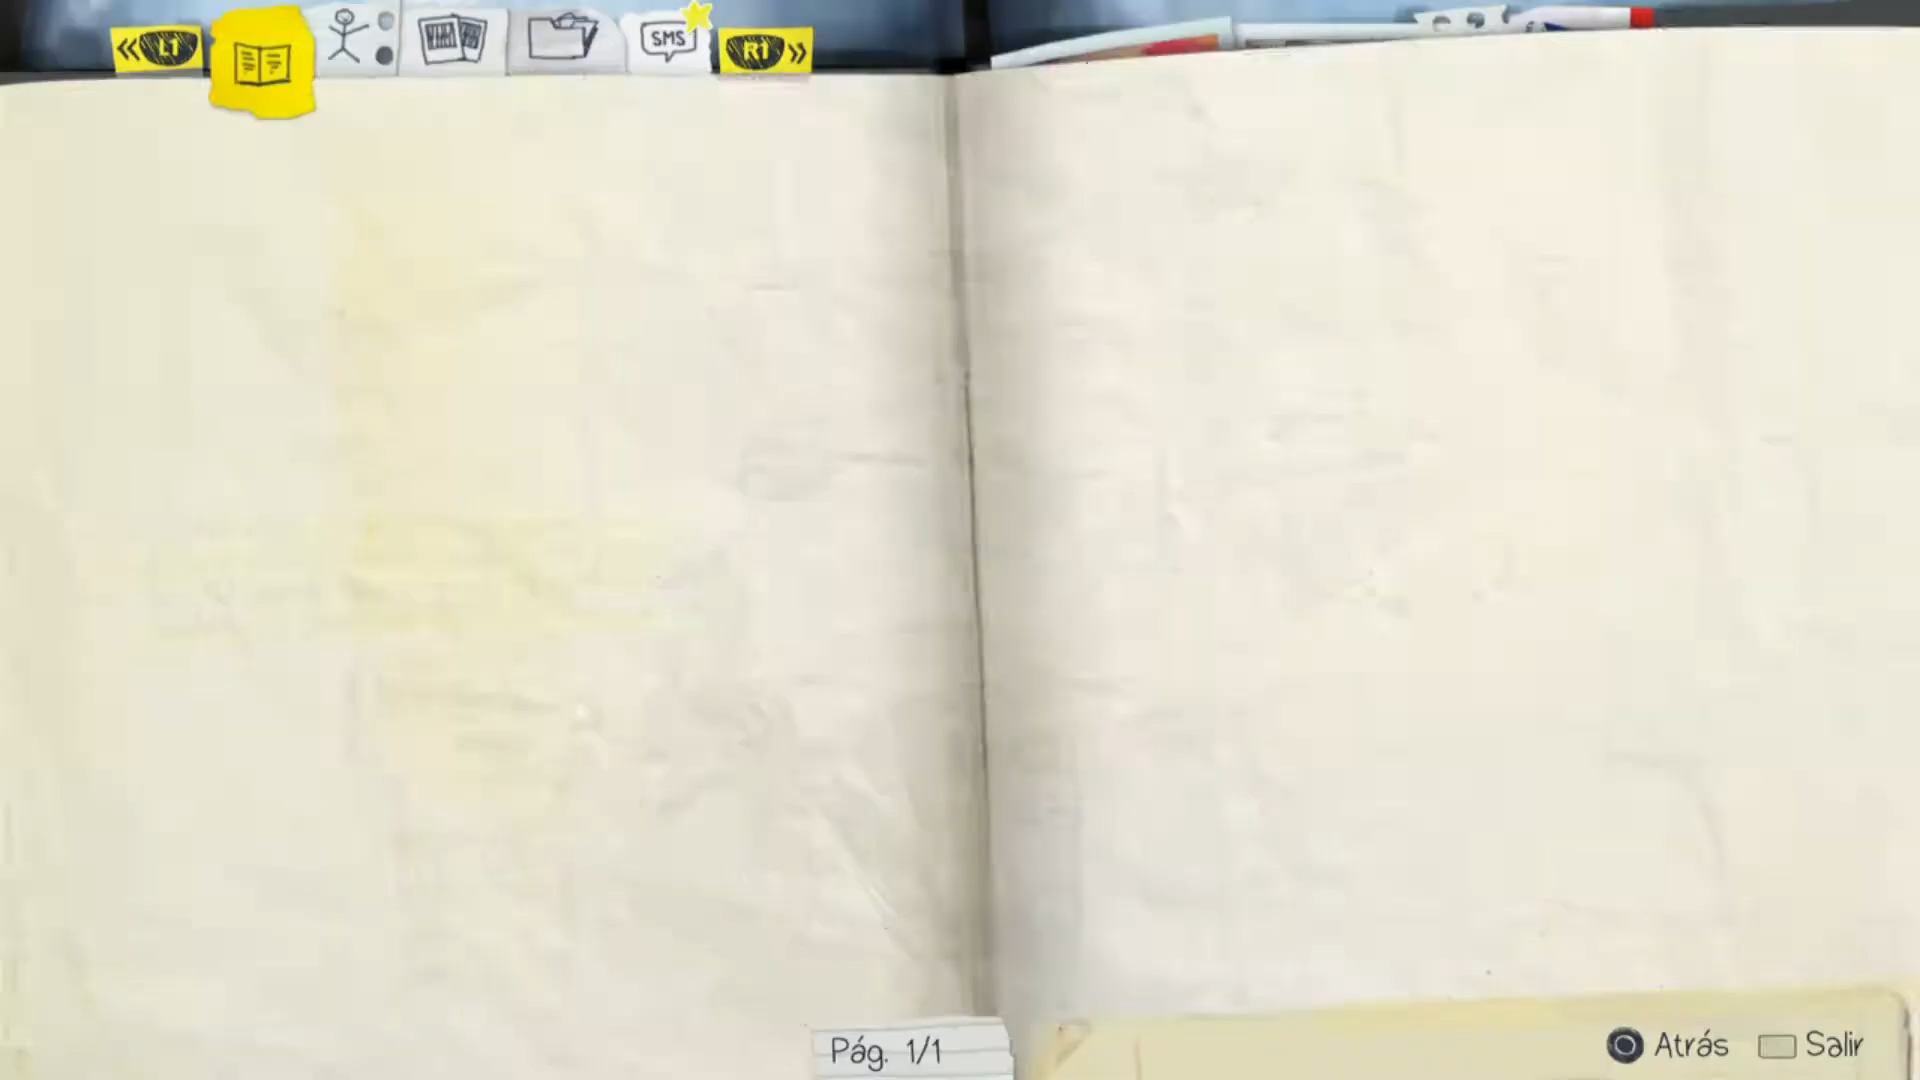 L1
SMS
R1
Pág. 1/1
Atrás
Salir